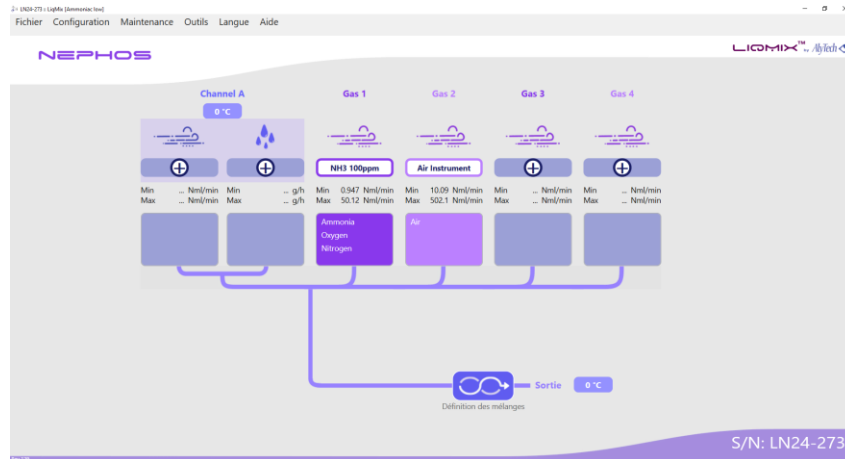 LN24-273 : LiqMix [Ammoniac low]
Fichier Configuration Maintenance Outils Langue Aide
NEPHOS
LIQMIX™ by AllyTech
Channel A Gas 1 Gas 2 Gas 3 Gas 4
0 °C
NH3 100ppm Air Instrument
Min ... Nml/min Min ... g/h Min 0.947 Nml/min Min 10.09 Nml/min Min ... Nml/min Min ... Nml/min
Max ... Nml/min Max ... g/h Max 50.12 Nml/min Max 502.1 Nml/min Max ... Nml/min Max ... Nml/min
Ammonia Air
Oxygen
Nitrogen
Sortie 0 °C
Définition des mélanges
S/N: LN24-273